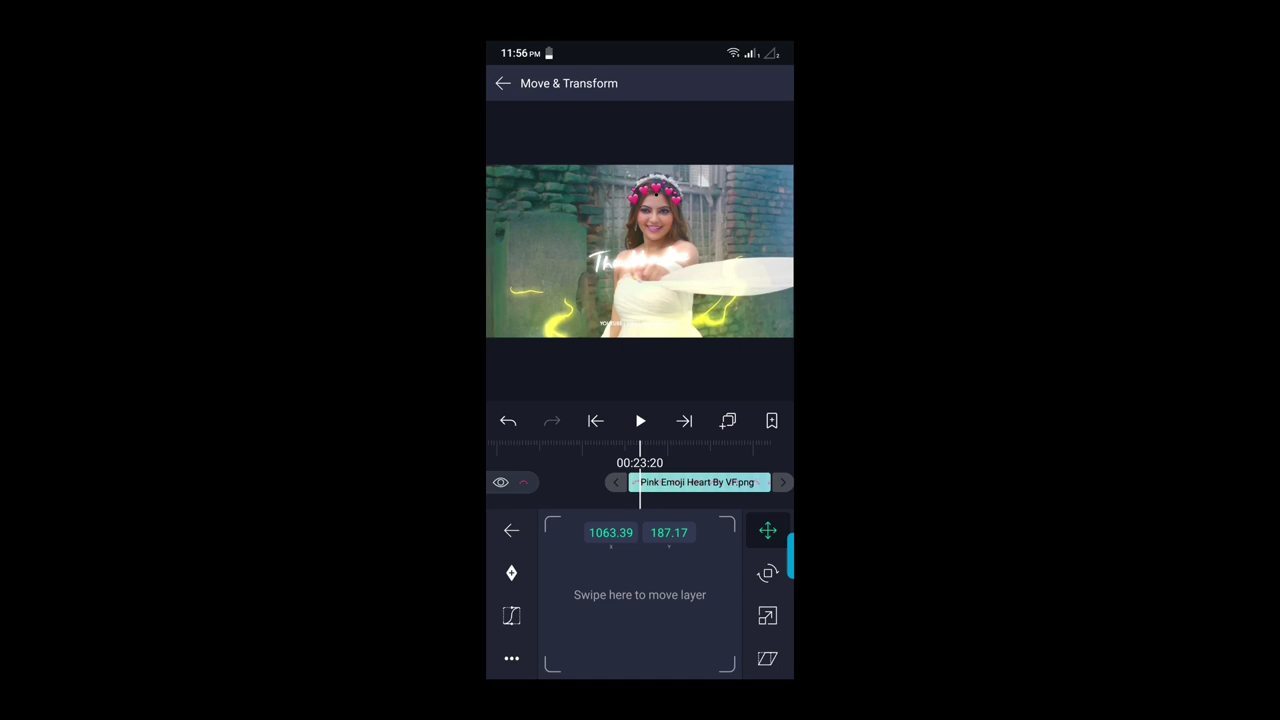 11:56 PM
Move & Transform
00:23:20
Pink Emoji Heart By VF.png
1063.39 187.17
X Y
Swipe here to move layer